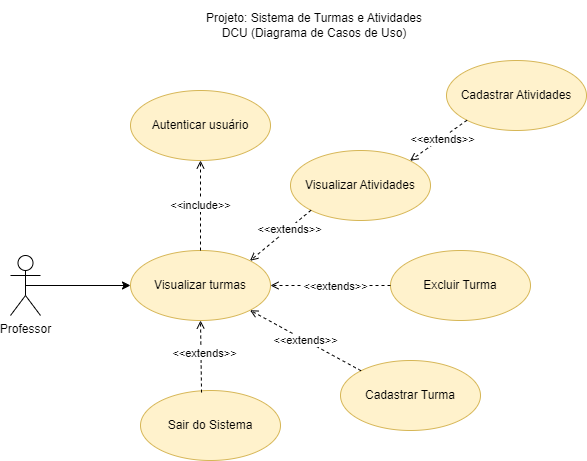 Projeto: Sistema de Turmas e Atividades
DCU (Diagrama de Casos de Uso)
Cadastrar Atividades
Autenticar usuário
<<extends>>
Visualizar Atividades
<<include>>
<<extends>>
Visualizar turmas
<<extends>>
Excluir Turma
Professor
<<extends>>
<<extends>>
Cadastrar Turma
Sair do Sistema